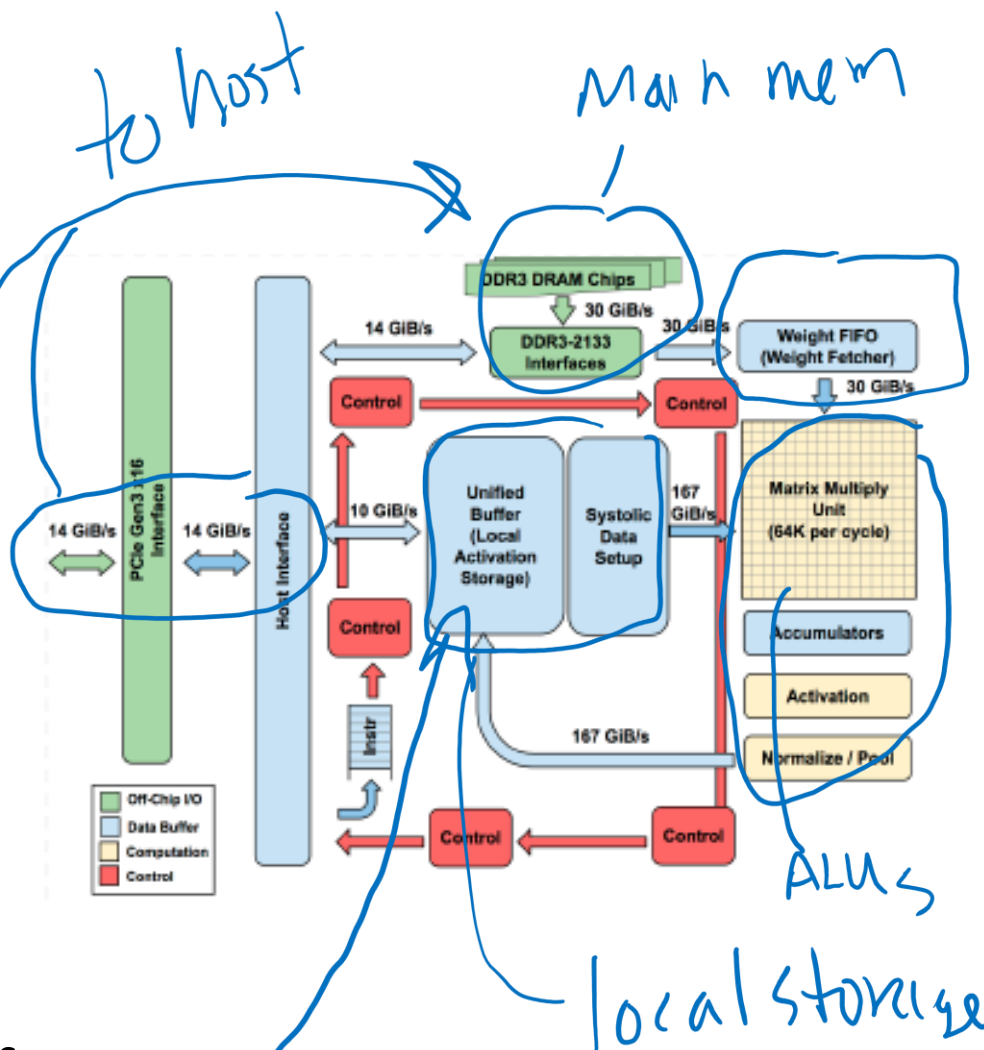 to host
Main mem
DDR3 DRAM Chips
30 GiB/s
14 GiB/s
DDR3-2133
Interfaces
30 GiB/s
Weight FIFO
(Weight Fetcher)
30 GiB/s
Control
Control
PCIe Gen3 x16
Interface
14 GiB/s
14 GiB/s
Host Interface
10 GiB/s
Unified
Buffer
(Local
Activation
Storage)
Systolic
Data
Setup
167
GiB/s
Matrix Multiply
Unit
(64K per cycle)
Control
Accumulators
Activation
Instr
167 GiB/s
Normalize / Pool
Off-Chip I/O
Data Buffer
Computation
Control
Control
Control
ALUs
local storage